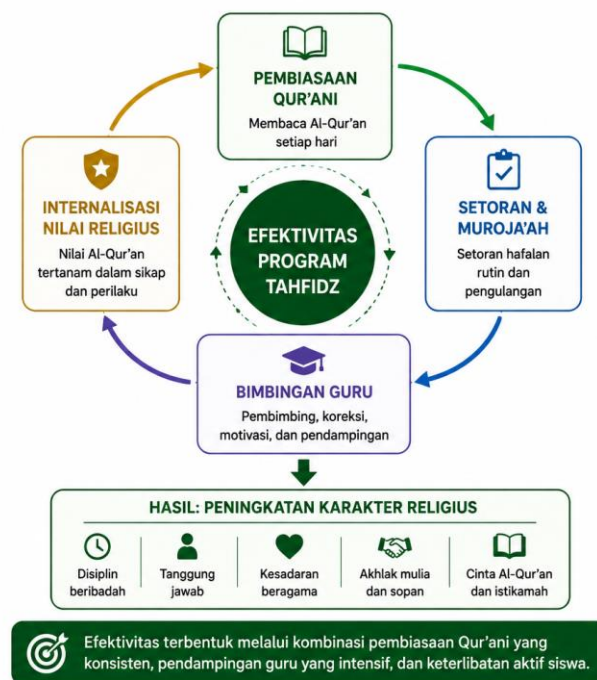 PEMBIASAAN
QUR'ANI
Membaca Al-Qur'an
setiap hari
INTERNALISASI
NILAI RELIGIUS
Nilai Al-Qur'an
tertanam dalam sikap
dan perilaku
EFEKTIVITAS
PROGRAM
TAHFIDZ
SETORAN &
MUROJA'AH
Setoran hafalan
rutin dan
pengulangan
BIMBINGAN GURU
Pembimbing, koreksi,
motivasi, dan pendampingan
HASIL: PENINGKATAN KARAKTER RELIGIUS
Disiplin
beribadah
Tanggung
jawab
Kesadaran
beragama
Akhlak mulia
dan sopan
Cinta Al-Qur'an
dan istikamah
Efektivitas terbentuk melalui kombinasi pembiasaan Qur'ani yang
konsisten, pendampingan guru yang intensif, dan keterlibatan aktif siswa.